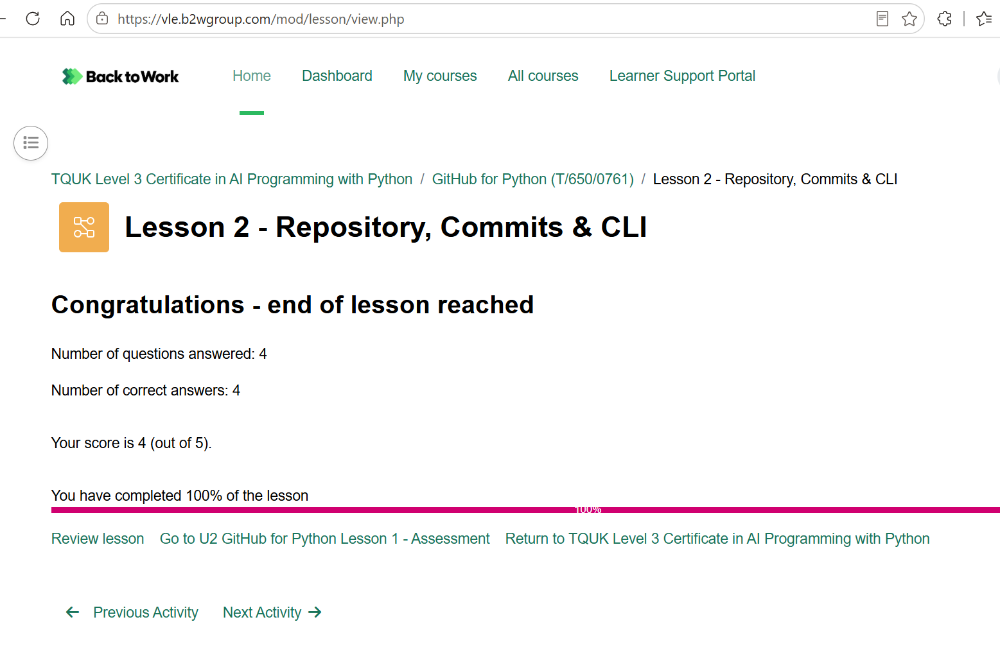 https://vle.b2wgroup.com/mod/lesson/view.php
Back to Work
Home
Dashboard
My courses
All courses
Learner Support Portal
TQUK Level 3 Certificate in AI Programming with Python / GitHub for Python (T/650/0761) / Lesson 2 - Repository, Commits & CLI
Lesson 2 - Repository, Commits & CLI
Congratulations - end of lesson reached
Number of questions answered: 4
Number of correct answers: 4
Your score is 4 (out of 5).
You have completed 100% of the lesson
100%
Review lesson Go to U2 GitHub for Python Lesson 1 - Assessment Return to TQUK Level 3 Certificate in AI Programming with Python
Previous Activity Next Activity